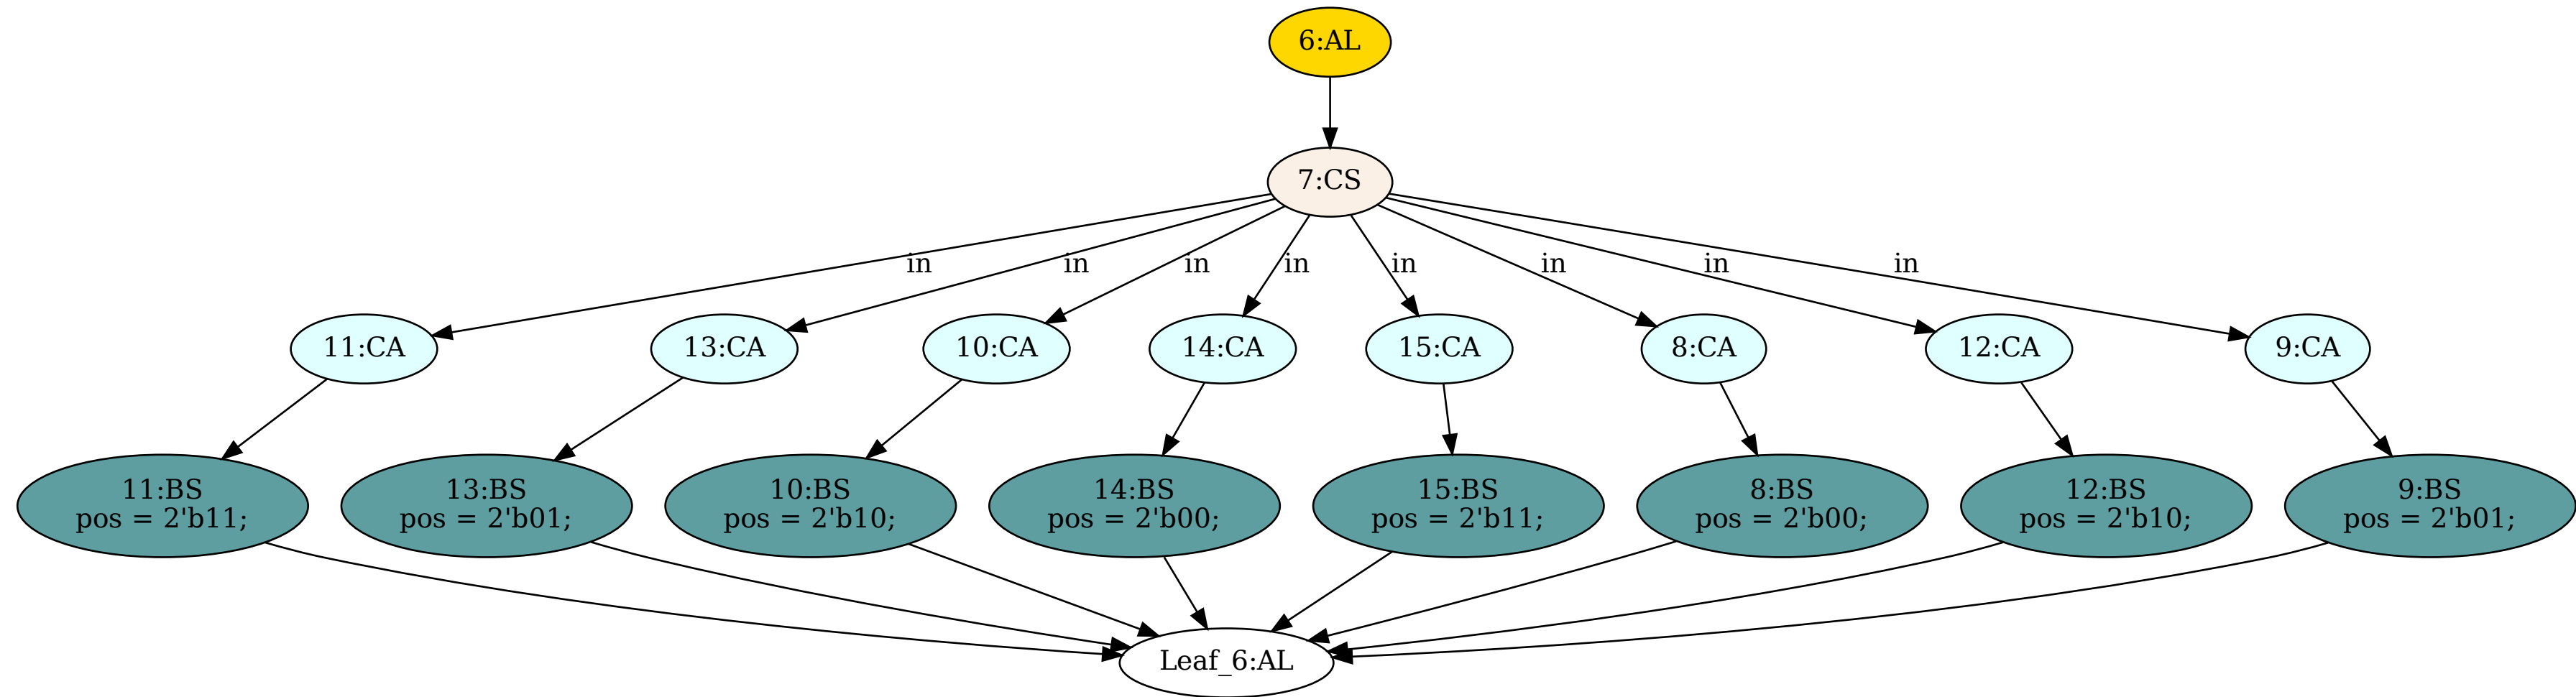 6:AL
7:CS
in in in in in in in in
11:CA 13:CA 10:CA 14:CA 15:CA 8:CA 12:CA 9:CA
11:BS
pos = 2'b11;
13:BS
pos = 2'b01;
10:BS
pos = 2'b10;
14:BS
pos = 2'b00;
15:BS
pos = 2'b11;
8:BS
pos = 2'b00;
12:BS
pos = 2'b10;
9:BS
pos = 2'b01;
Leaf_6:AL